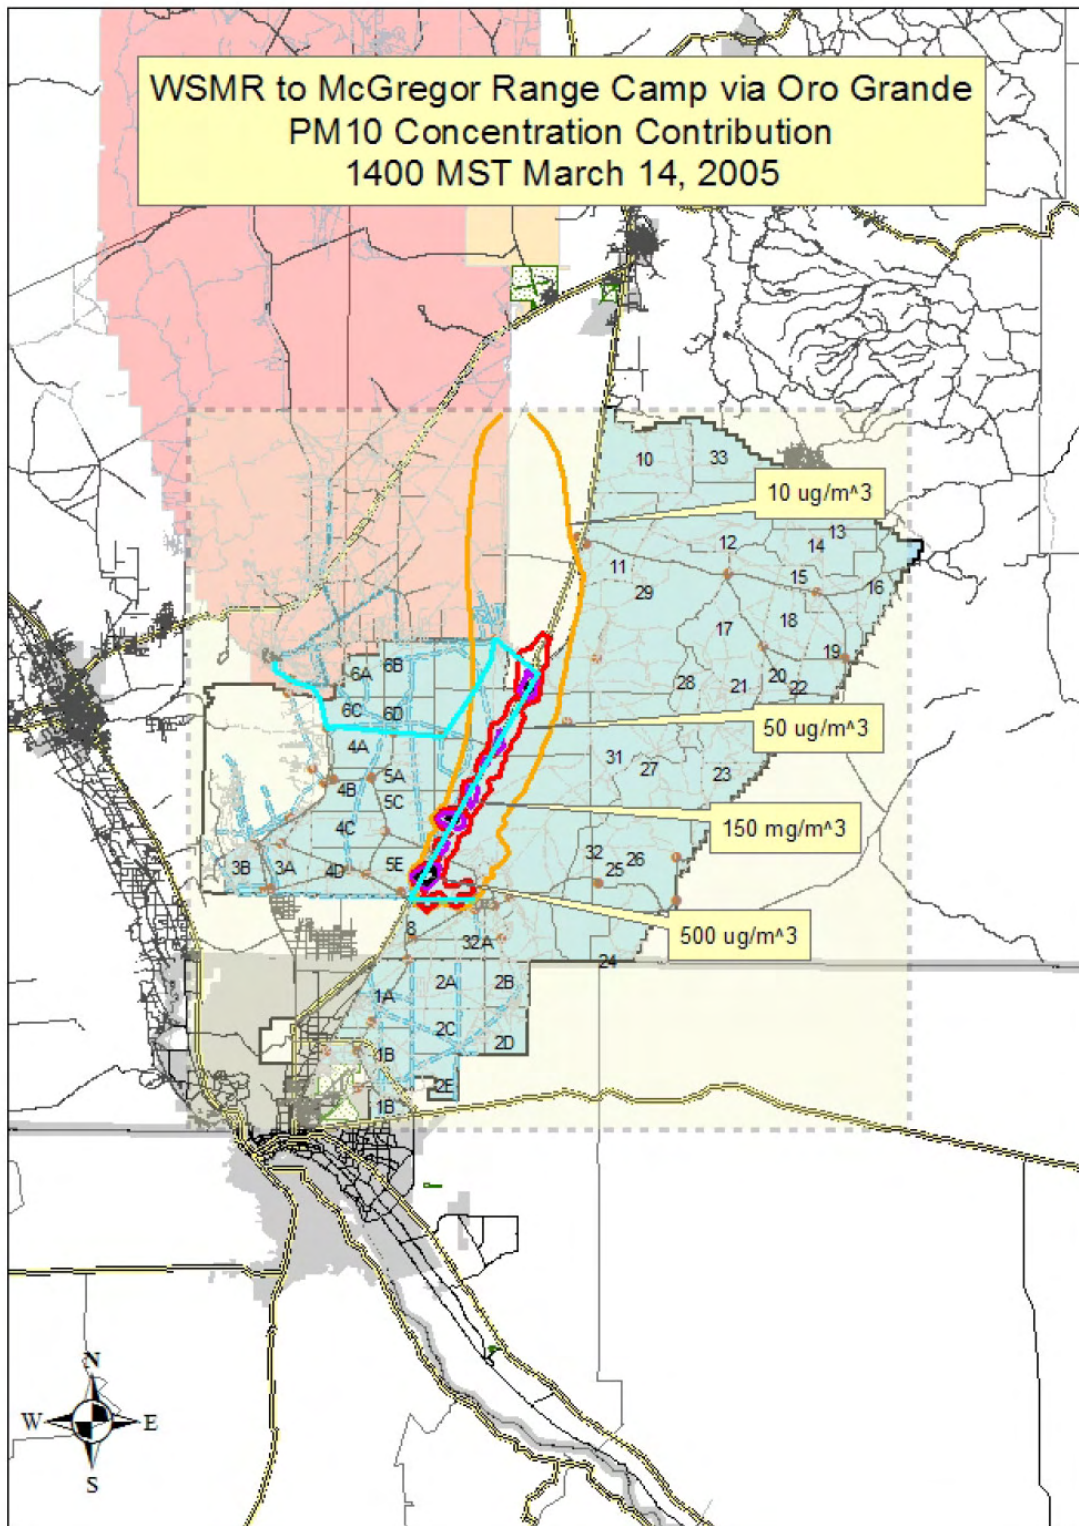 WSMR to McGregor Range Camp via Oro Grande
PM10 Concentration Contribution
1400 MST March 14, 2005
10
33
10 ug/m^3
13
12
14
11
15
16
29
18
17
6B
19
6A
20
28
21
22
6C
6D
50 ug/m^3
4A
31
27
23
5A
4B
5C
150 mg/m^3
4C
32
26
3B
3A
4D
5E
25
500 ug/m^3
8
32A
24
2A
2B
1A
2C
2D
1B
2E
1B
N
W
E
S